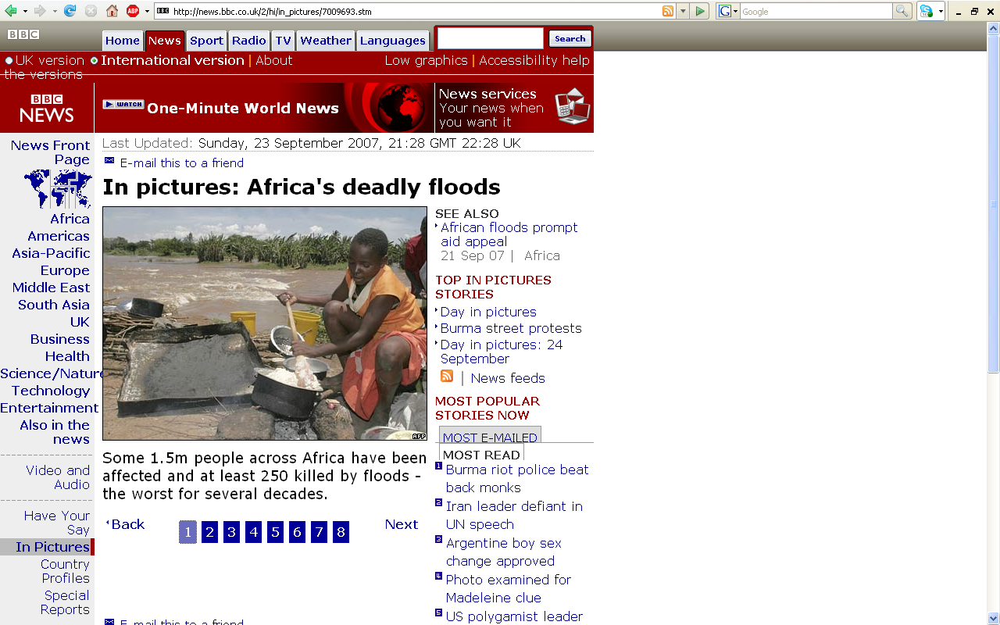 ABP
BBC http://news.bbc.co.uk/2/hi/in_pictures/7009693.stm
G Google
BBC
Home News Sport Radio TV Weather Languages
Search
UK version International version | About
the versions
Low graphics | Accessibility help
BBC
NEWS
WATCH One-Minute World News
News services
Your news when
you want it
News Front
Page
Africa
Americas
Asia-Pacific
Europe
Middle East
South Asia
UK
Business
Health
Science/Nature
Technology
Entertainment
Also in the
news
Video and
Audio
Have Your
Say
In Pictures
Country
Profiles
Special
Reports
Last Updated: Sunday, 23 September 2007, 21:28 GMT 22:28 UK
E-mail this to a friend
In pictures: Africa's deadly floods
AFP
Some 1.5m people across Africa have been
affected and at least 250 killed by floods -
the worst for several decades.
Back 1 2 3 4 5 6 7 8 Next
E-mail this to a friend
SEE ALSO
African floods prompt
aid appeal
21 Sep 07 | Africa
TOP IN PICTURES
STORIES
Day in pictures
Burma street protests
Day in pictures: 24
September
| News feeds
MOST POPULAR
STORIES NOW
MOST E-MAILED
MOST READ
1 Burma riot police beat
back monks
2 Iran leader defiant in
UN speech
3 Argentine boy sex
change approved
4 Photo examined for
Madeleine clue
5 US polygamist leader